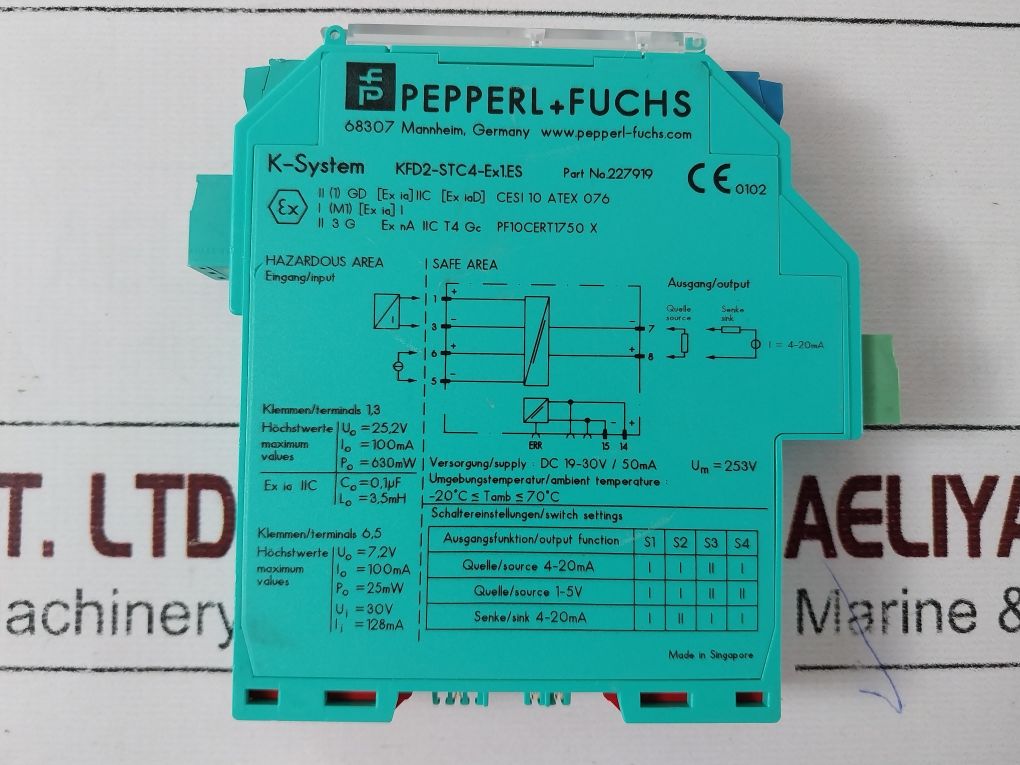 PEPPERL+FUCHS
68307 Mannheim, Germany www.pepperl-fuchs.com
K-System KFD2-STC4-Ex1.ES Part No.227919 CE 0102
Ex II (1) GD [Ex ia] IIC [Ex iaD] CESI 10 ATEX 076
I (M1) [Ex ia] I
II 3 G Ex nA IIC T4 Gc PF10CERT1750 X
HAZARDOUS AREA SAFE AREA
Eingang/input
Ausgang/output
Quelle Senke
source sink
I
1 +
3 -
6 +
5 -
- 7
+ 8
I = 4-20mA
- +
ERR 15 14
Klemmen/terminals 1,3
Höchstwerte Uo = 25,2V
maximum Io = 100mA
values Po = 630mW
Ex ia IIC Co = 0,1µF
Lo = 3,5mH
Versorgung/supply : DC 19-30V / 50mA Um = 253V
Umgebungstemperatur/ambient temperature :
-20°C ≤ Tamb ≤ 70°C
Klemmen/terminals 6,5
Höchstwerte Uo = 7,2V
maximum Io = 100mA
values Po = 25mW
Ui = 30V
Ii = 128mA
Schaltereinstellungen/switch settings
Ausgangsfunktion/output function S1 S2 S3 S4
Quelle/source 4-20mA I I II I
Quelle/source 1-5V I I II II
Senke/sink 4-20mA I II I I
Made in Singapore
T. LTD AELIYA
achinery Marine &